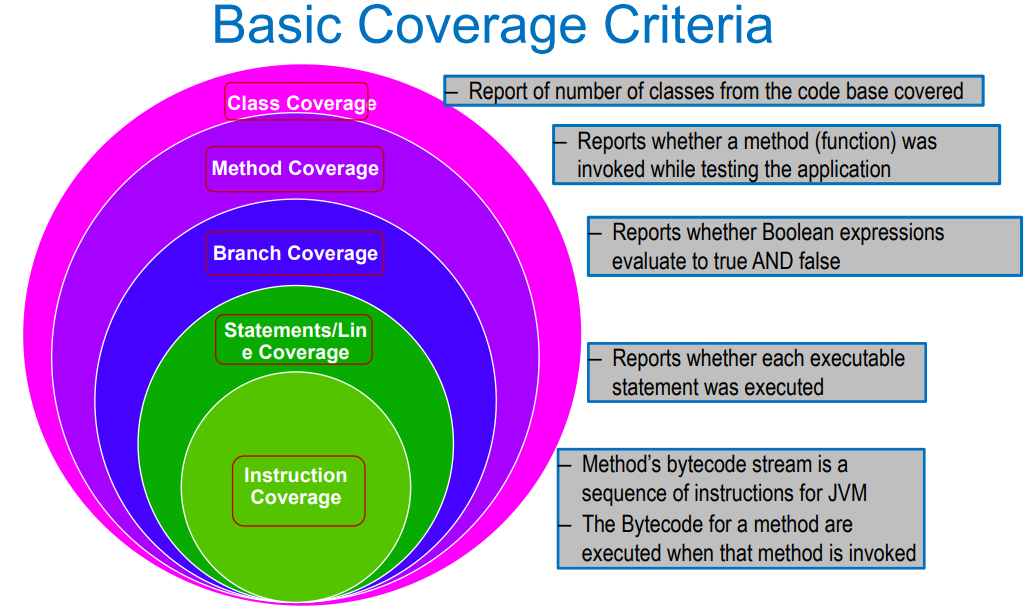 Basic Coverage Criteria
Class Coverage
– Report of number of classes from the code base covered
Method Coverage
– Reports whether a method (function) was
invoked while testing the application
Branch Coverage
– Reports whether Boolean expressions
evaluate to true AND false
Statements/Lin
e Coverage
– Reports whether each executable
statement was executed
Instruction
Coverage
– Method’s bytecode stream is a
sequence of instructions for JVM
– The Bytecode for a method are
executed when that method is invoked